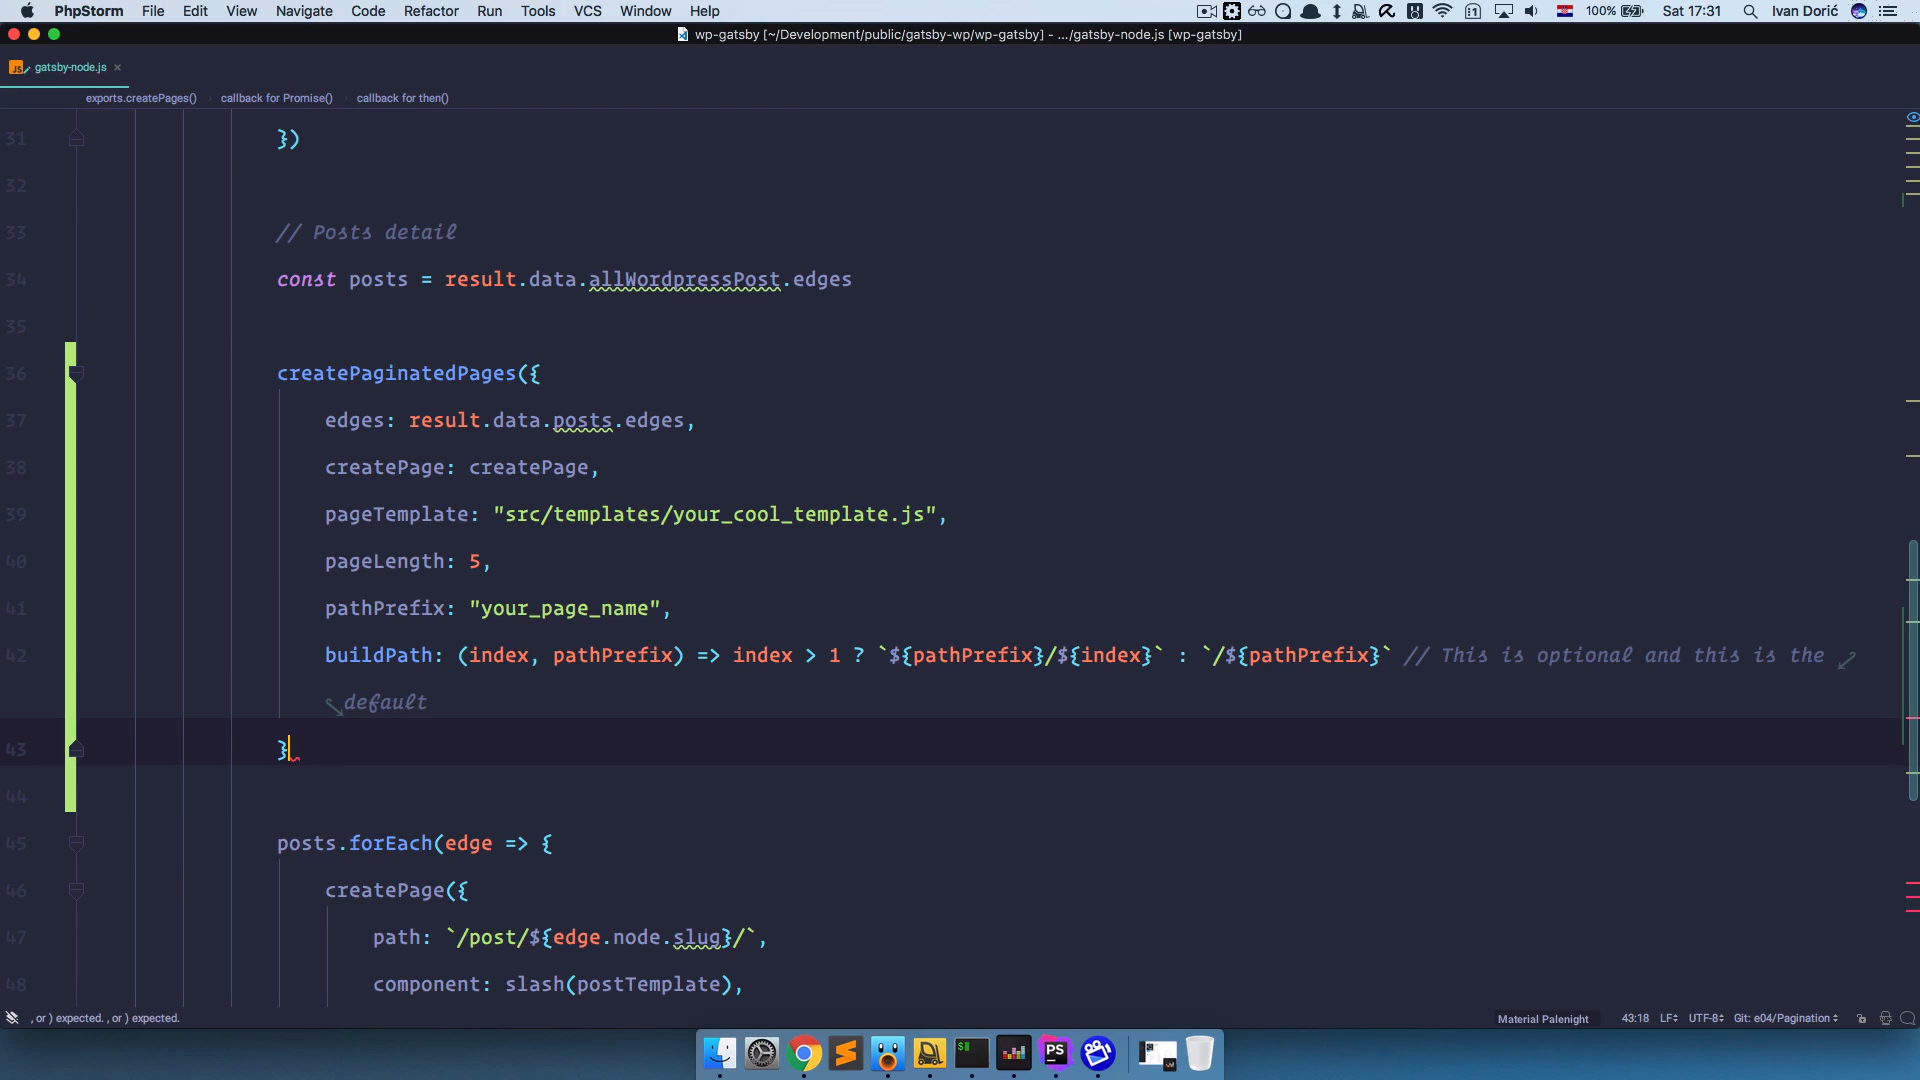 PhpStorm File Edit View Navigate Code Refactor Run Tools VCS Window Help 100% Sat 17:31 Ivan Dorić
wp-gatsby [~/Development/public/gatsby-wp/wp-gatsby] - .../gatsby-node.js [wp-gatsby]
JS gatsby-node.js ×
exports.createPages() callback for Promise() callback for then()
31 })
32
33 // Posts detail
34 const posts = result.data.allWordpressPost.edges
35
36 createPaginatedPages({
37 edges: result.data.posts.edges,
38 createPage: createPage,
39 pageTemplate: "src/templates/your_cool_template.js",
40 pageLength: 5,
41 pathPrefix: "your_page_name",
42 buildPath: (index, pathPrefix) => index > 1 ? `${pathPrefix}/${index}` : `/${pathPrefix}` // This is optional and this is the
default
43 }
44
45 posts.forEach(edge => {
46 createPage({
47 path: `/post/${edge.node.slug}/`,
48 component: slash(postTemplate),
, or ) expected. , or ) expected. Material Palenight 43:18 LF UTF-8 Git: e04/Pagination
$
PS